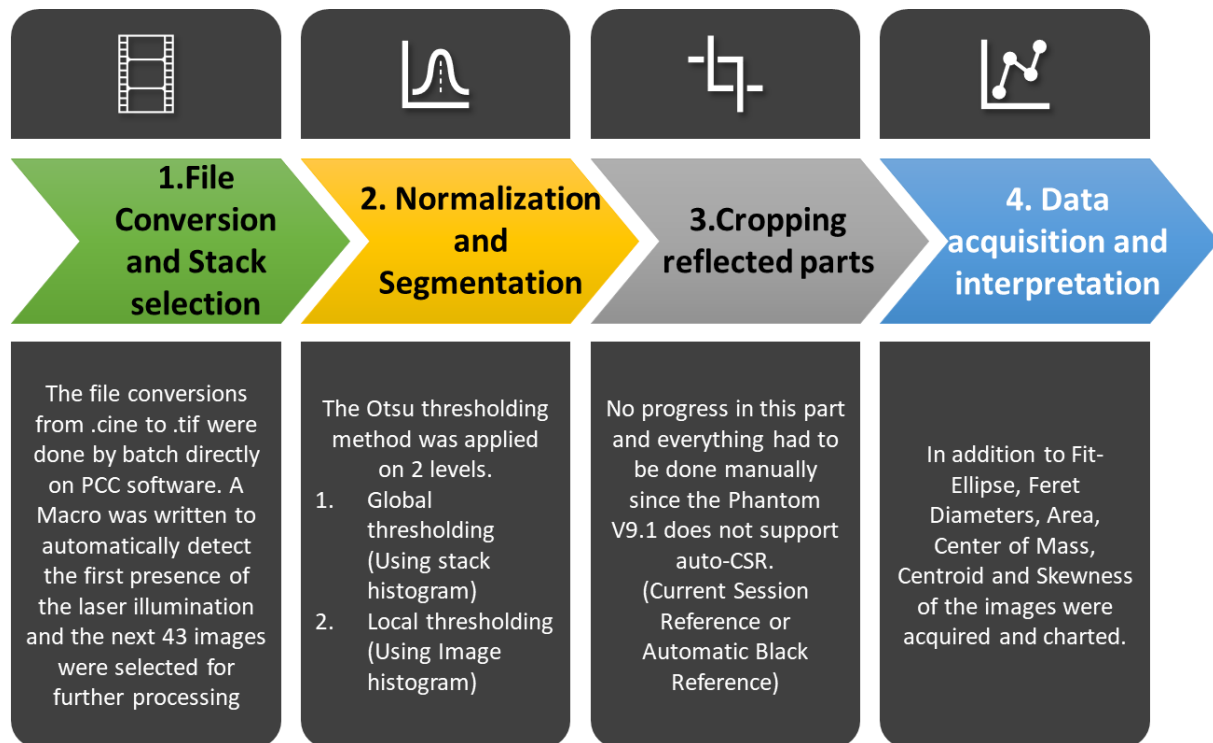 1.File
Conversion
and Stack
selection
2. Normalization
and
Segmentation
3.Cropping
reflected parts
4. Data
acquisition and
interpretation
The file conversions
from .cine to .tif were
done by batch directly
on PCC software. A
Macro was written to
automatically detect
the first presence of
the laser illumination
and the next 43 images
were selected for
further processing
The Otsu thresholding
method was applied
on 2 levels.
1. Global
thresholding
(Using stack
histogram)
2. Local thresholding
(Using Image
histogram)
No progress in this part
and everything had to
be done manually
since the Phantom
V9.1 does not support
auto-CSR.
(Current Session
Reference or
Automatic Black
Reference)
In addition to Fit-
Ellipse, Feret
Diameters, Area,
Center of Mass,
Centroid and Skewness
of the images were
acquired and charted.